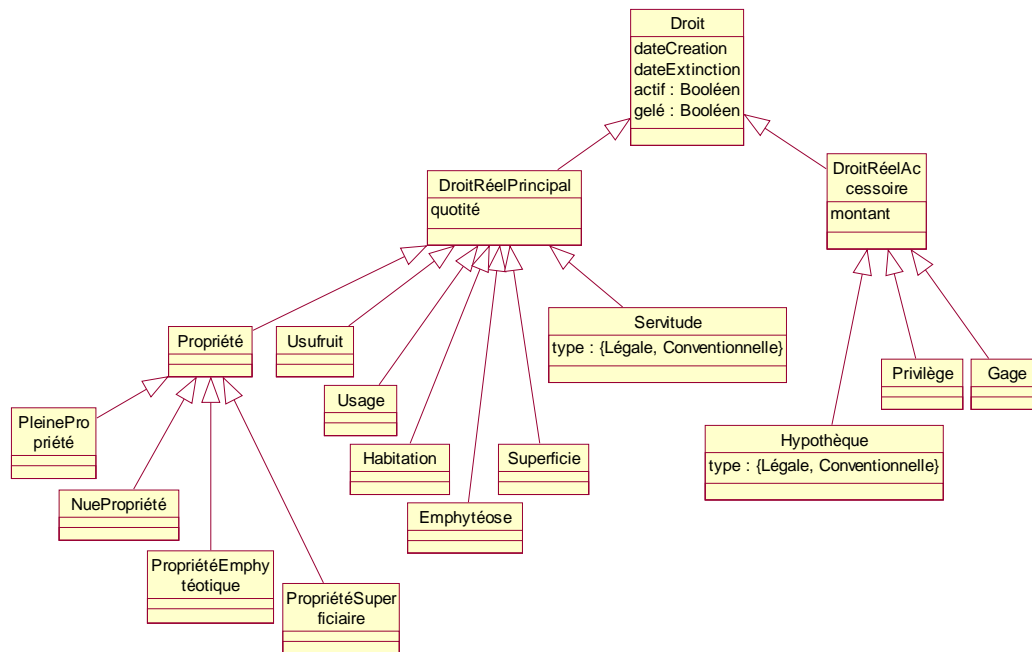 Droit
dateCreation
dateExtinction
actif : Booléen
gelé : Booléen
DroitRéelPrincipal
quotité
DroitRéelAc
cessoire
montant
Propriété
Usufruit
Servitude
type : {Légale, Conventionnelle}
Usage
Privilège
Gage
PleinePro
priété
Habitation
Superficie
Hypothèque
type : {Légale, Conventionnelle}
NuePropriété
Emphytéose
PropriétéEmphy
téotique
PropriétéSuper
ficiaire